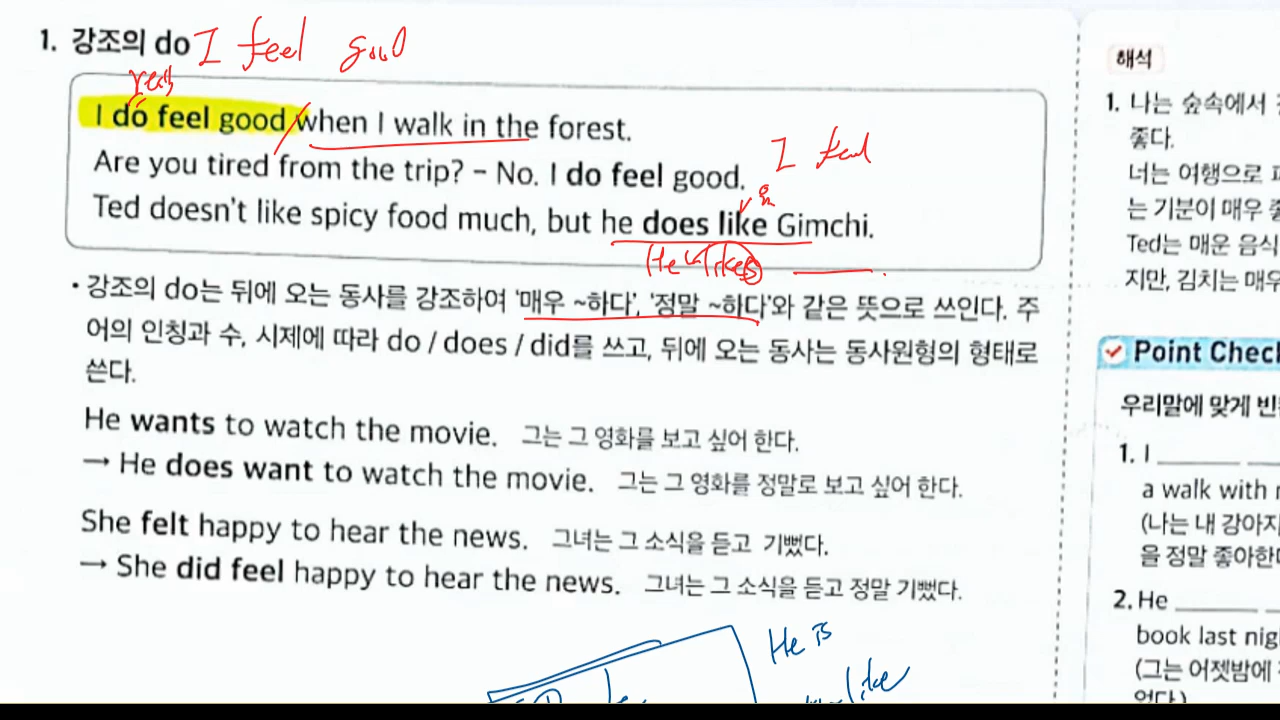 1. 강조의 do I feel good
I do feel good when I walk in the forest.
Are you tired from the trip? – No. I do feel good.
I feel
Ted doesn't like spicy food much, but he does like Gimchi.
He likes
• 강조의 do는 뒤에 오는 동사를 강조하여 '매우 ~하다', '정말 ~하다'와 같은 뜻으로 쓰인다. 주
어의 인칭과 수, 시제에 따라 do / does / did를 쓰고, 뒤에 오는 동사는 동사원형의 형태로
쓴다.
He wants to watch the movie. 그는 그 영화를 보고 싶어 한다.
→ He does want to watch the movie. 그는 그 영화를 정말로 보고 싶어 한다.
She felt happy to hear the news. 그녀는 그 소식을 듣고 기뻤다.
→ She did feel happy to hear the news. 그녀는 그 소식을 듣고 정말 기뻤다.
He is
like
해석
1. 나는 숲속에서
좋다.
너는 여행으로
는 기분이 매우
Ted는 매운 음식
지만, 김치는 매우
Point Check
우리말에 맞게
1. I
a walk with
(나는 내 강아지
을 정말 좋아한다
2. He
book last
(그는 어젯밤에